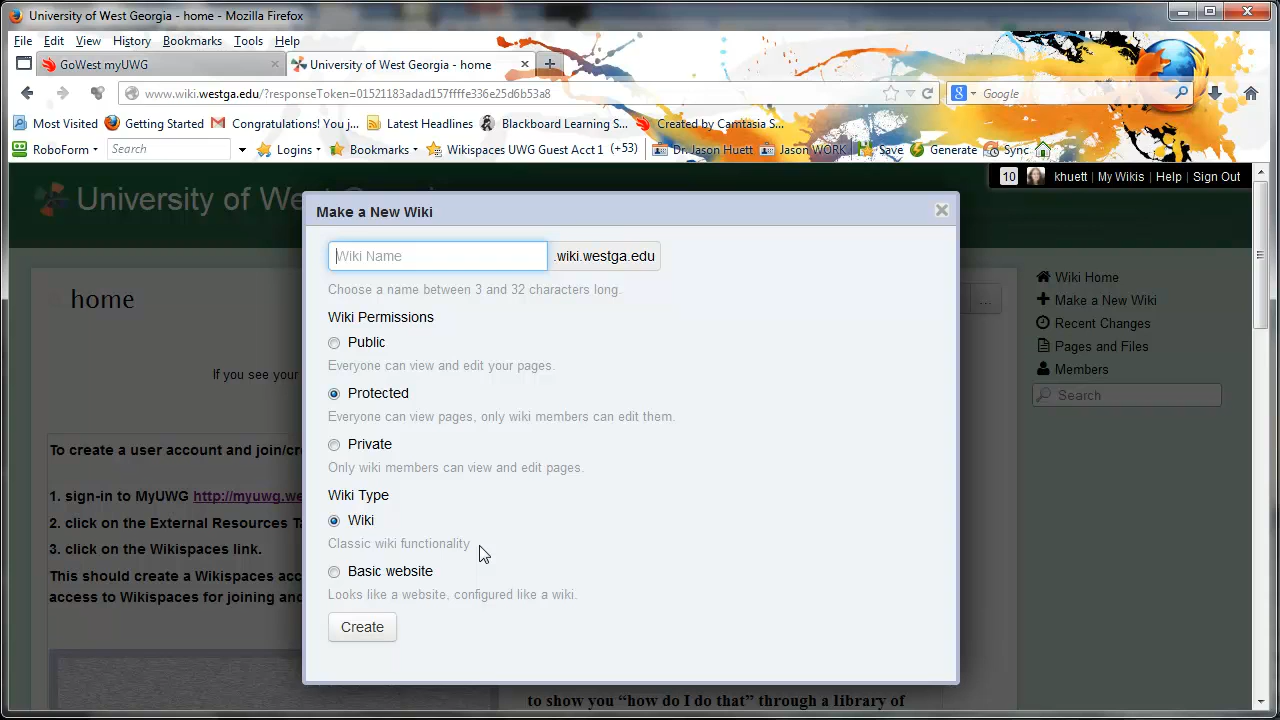 University of West Georgia - home - Mozilla Firefox
File Edit View History Bookmarks Tools Help
GoWest myUWG
University of West Georgia - home
www.wiki.westga.edu/?responseToken=01521183adad157ffffe336e25d6b53a8
Google
Most Visited Getting Started Congratulations! You j... Latest Headlines Blackboard Learning S... Created by Camtasia S...
RoboForm Search Logins Bookmarks Wikispaces UWG Guest Acct 1 (+53) Dr. Jason Huett Jason WORK Save Generate Sync
University of West Georgia
10 khuett | My Wikis | Help | Sign Out
Make a New Wiki
Wiki Name .wiki.westga.edu
Choose a name between 3 and 32 characters long.
Wiki Permissions
Public
Everyone can view and edit your pages.
Protected
Everyone can view pages, only wiki members can edit them.
Private
Only wiki members can view and edit pages.
Wiki Type
Wiki
Classic wiki functionality
Basic website
Looks like a website, configured like a wiki.
Create
home
...
If you see your
To create a user account and join/cr
1. sign-in to MyUWG http://myuwg.we
2. click on the External Resources T
3. click on the Wikispaces link.
This should create a Wikispaces acc
access to Wikispaces for joining and
to show you “how do I do that” through a library of
Wiki Home
Make a New Wiki
Recent Changes
Pages and Files
Members
Search